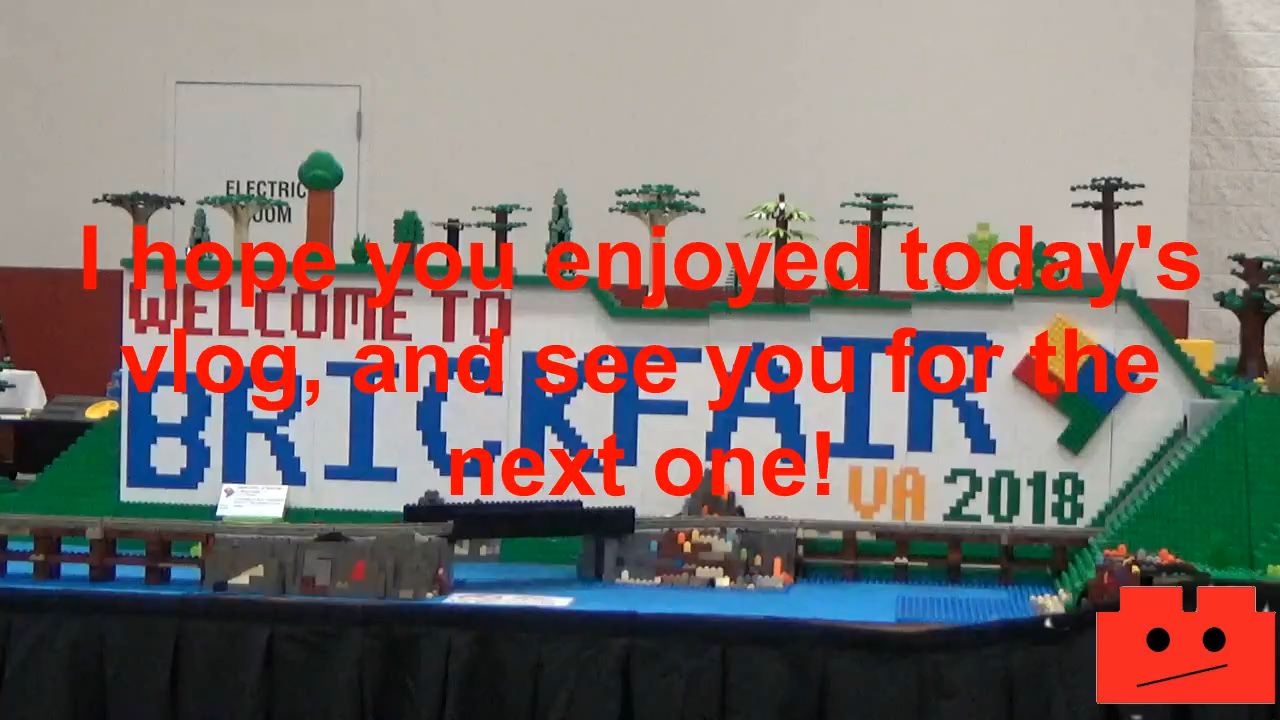 ELECTRIC
I hope you enjoyed today's
WELCOME TO
vlog, and see you for the
BRICKFAIR
next one!
VA 2018